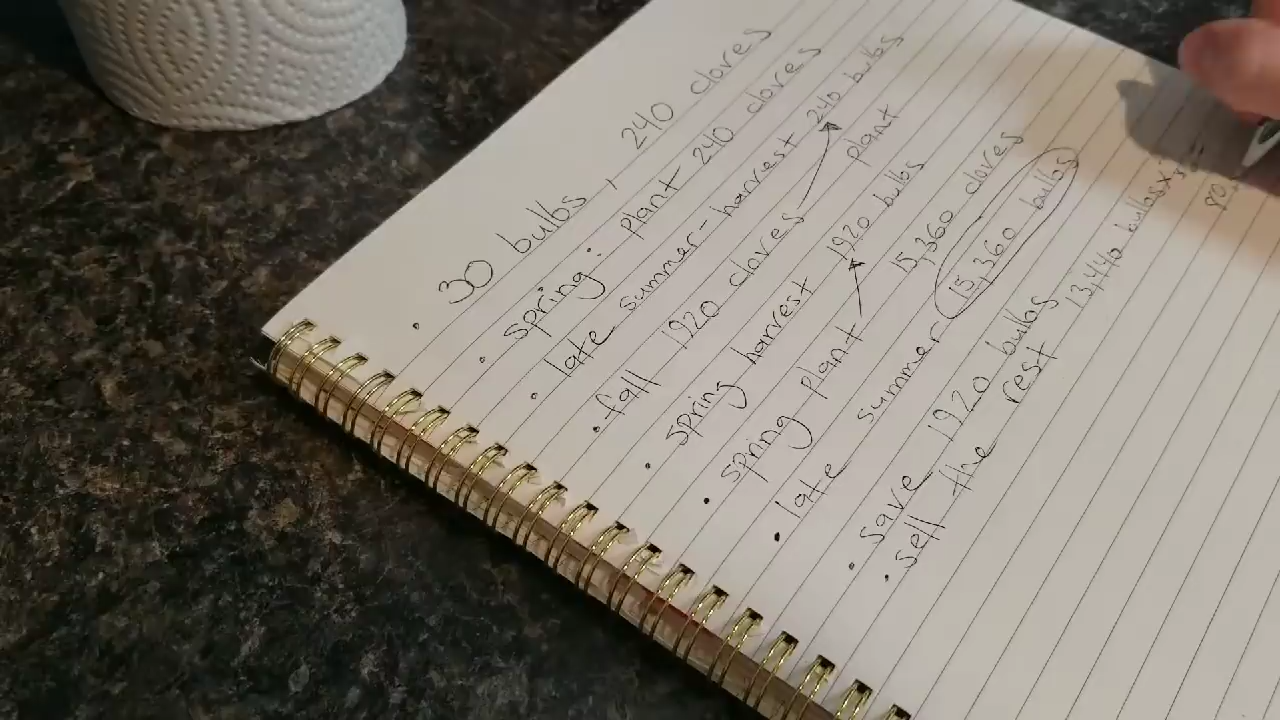 • 30 bulbs, 240 cloves
• spring: plant 240 cloves
• late summer-harvest 240 bulbs
• fall 1920 cloves plant
• spring harvest 1920 bulbs
• spring plant 15,360 cloves
• late summer 15,360 bulbs
• save 1920 bulbs
• sell the rest 13,440 bulbs x